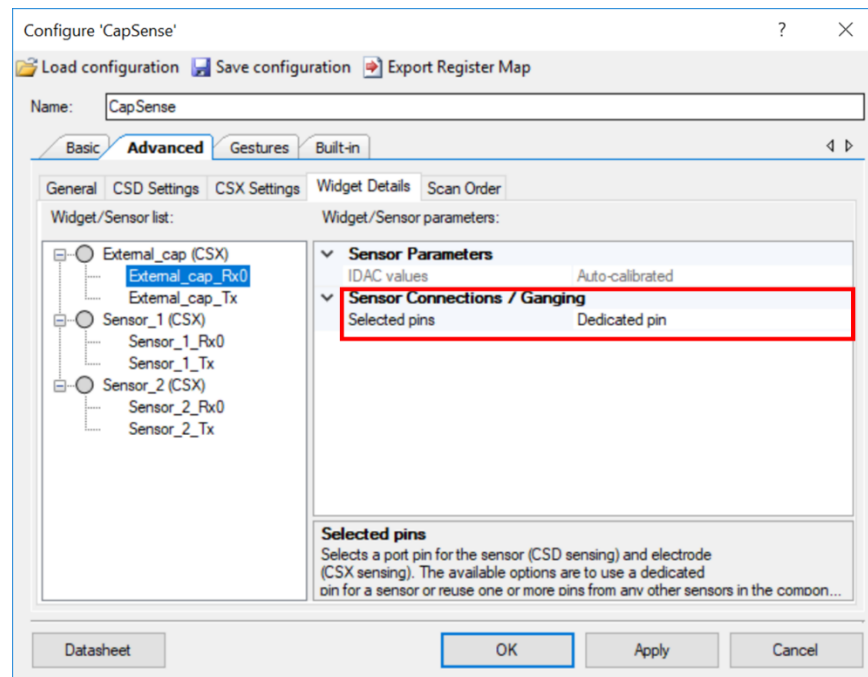 Configure 'CapSense'
Load configuration Save configuration Export Register Map
Name: CapSense
Basic Advanced Gestures Built-in
General CSD Settings CSX Settings Widget Details Scan Order
Widget/Sensor list: Widget/Sensor parameters:
External_cap (CSX) Sensor Parameters
External_cap_Rx0 IDAC values Auto-calibrated
External_cap_Tx Sensor Connections / Ganging
Sensor_1 (CSX) Selected pins Dedicated pin
Sensor_1_Rx0
Sensor_1_Tx
Sensor_2 (CSX)
Sensor_2_Rx0
Sensor_2_Tx
Selected pins
Selects a port pin for the sensor (CSD sensing) and electrode
(CSX sensing). The available options are to use a dedicated
pin for a sensor or reuse one or more pins from any other sensors in the compon...
Datasheet OK Apply Cancel